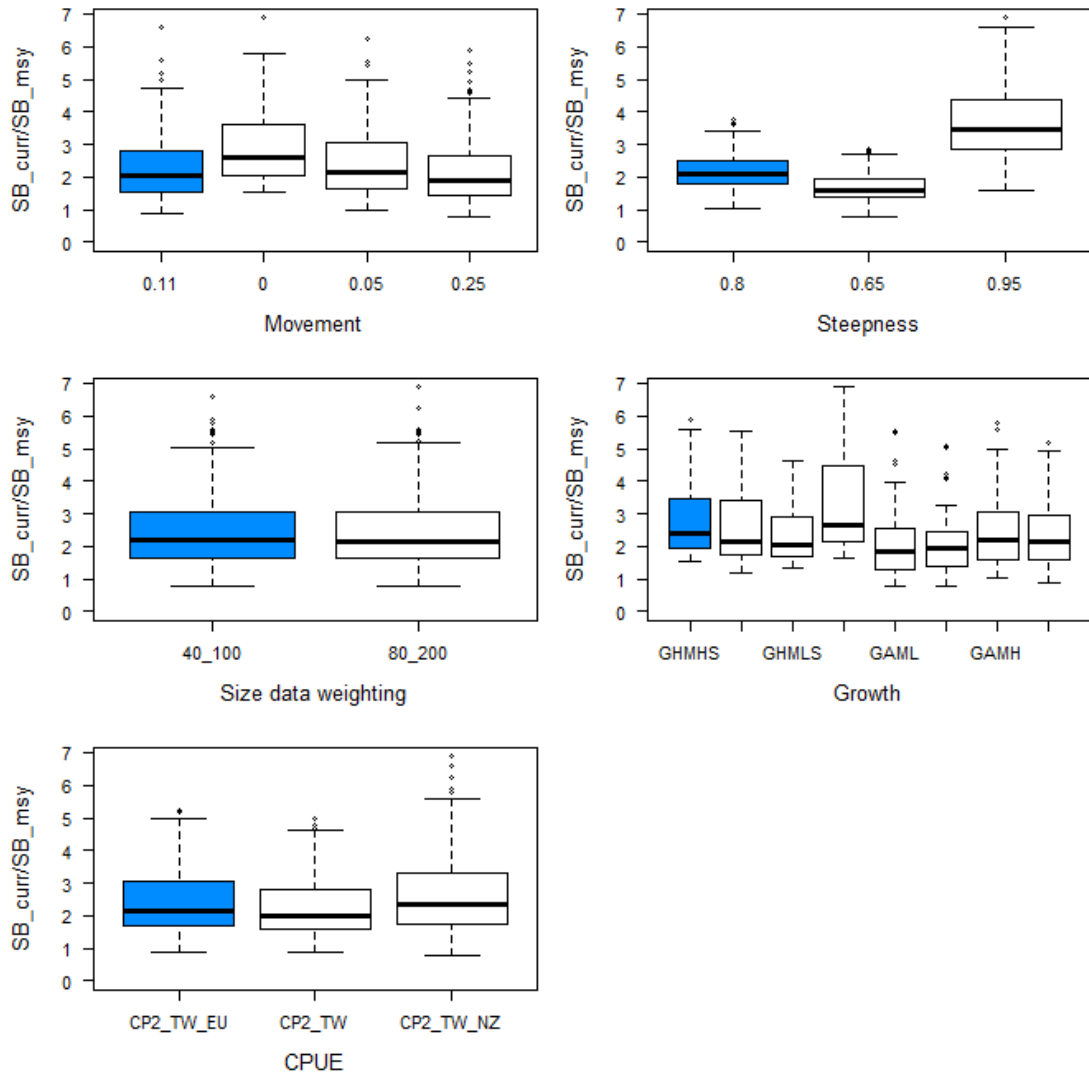 SB_curr/SB_msy
7
6
5
4
3
2
1
0
0.11 0 0.05 0.25
Movement
SB_curr/SB_msy
7
6
5
4
3
2
1
0
0.8 0.65 0.95
Steepness
SB_curr/SB_msy
7
6
5
4
3
2
1
0
40_100 80_200
Size data weighting
SB_curr/SB_msy
7
6
5
4
3
2
1
0
GHMHS GHMLS GAML GAMH
Growth
SB_curr/SB_msy
7
6
5
4
3
2
1
0
CP2_TW_EU CP2_TW CP2_TW_NZ
CPUE